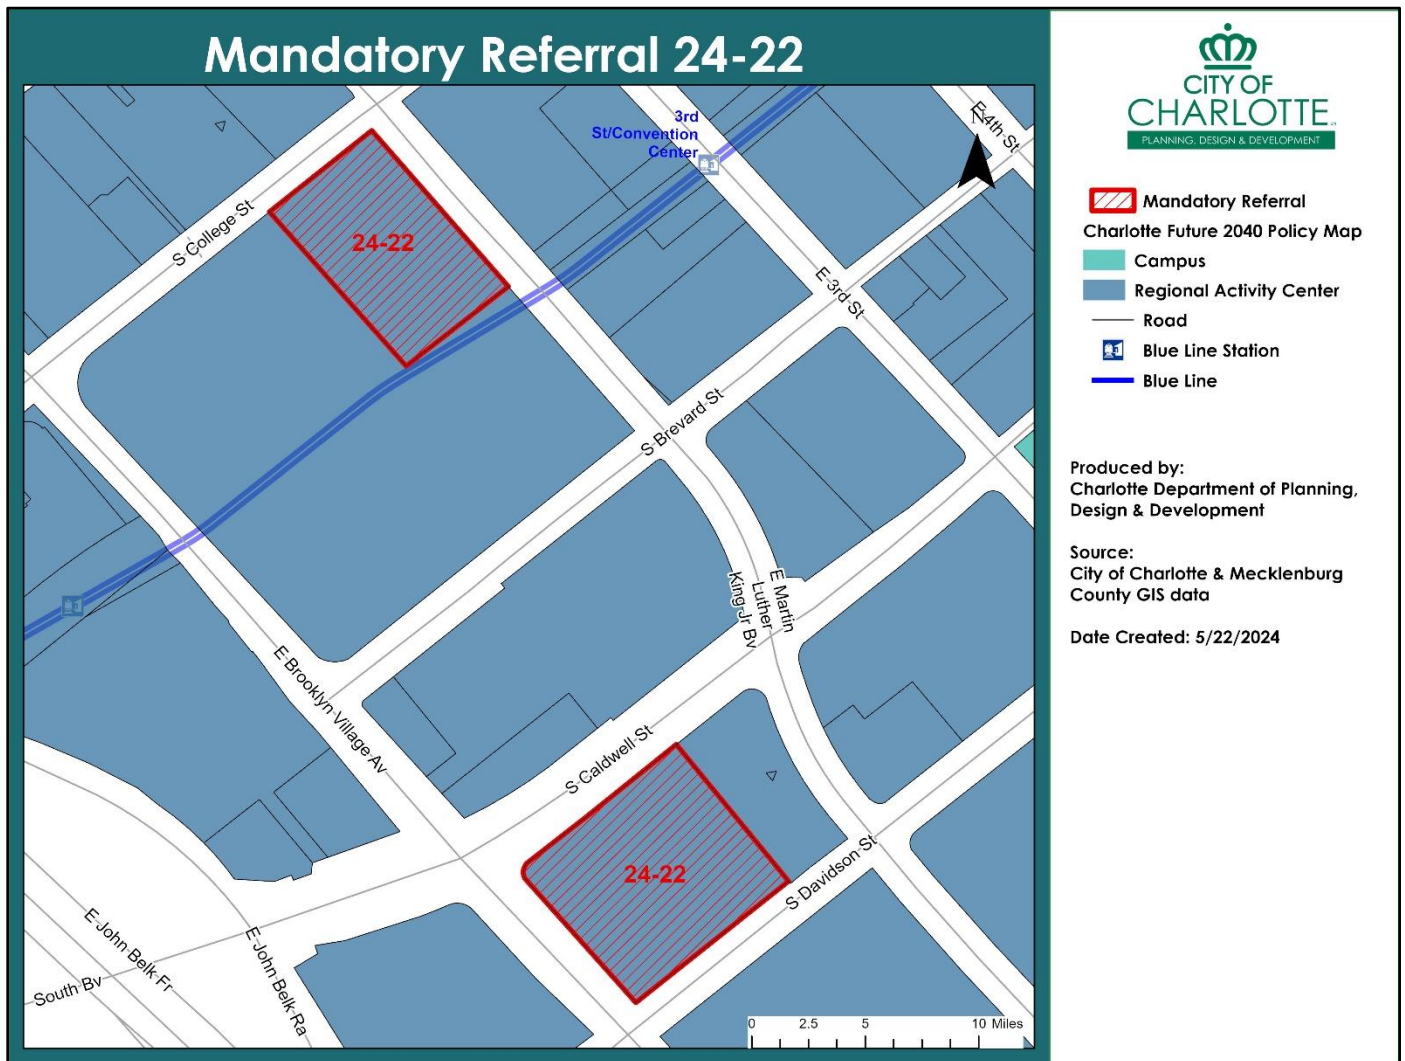 Mandatory Referral 24-22
3rd
St/Convention
Center
E 4th St
N
S College St
24-22
E 3rd St
S Brevard St
E Martin
Luther
King Jr Bv
E Brooklyn Village Av
S Caldwell St
24-22
S Davidson St
E John Belk Fr
E John Belk Ra
South Bv
0 2.5 5 10 Miles
CITY OF
CHARLOTTE
PLANNING, DESIGN & DEVELOPMENT
Mandatory Referral
Charlotte Future 2040 Policy Map
Campus
Regional Activity Center
Road
Blue Line Station
Blue Line
Produced by:
Charlotte Department of Planning,
Design & Development
Source:
City of Charlotte & Mecklenburg
County GIS data
Date Created: 5/22/2024